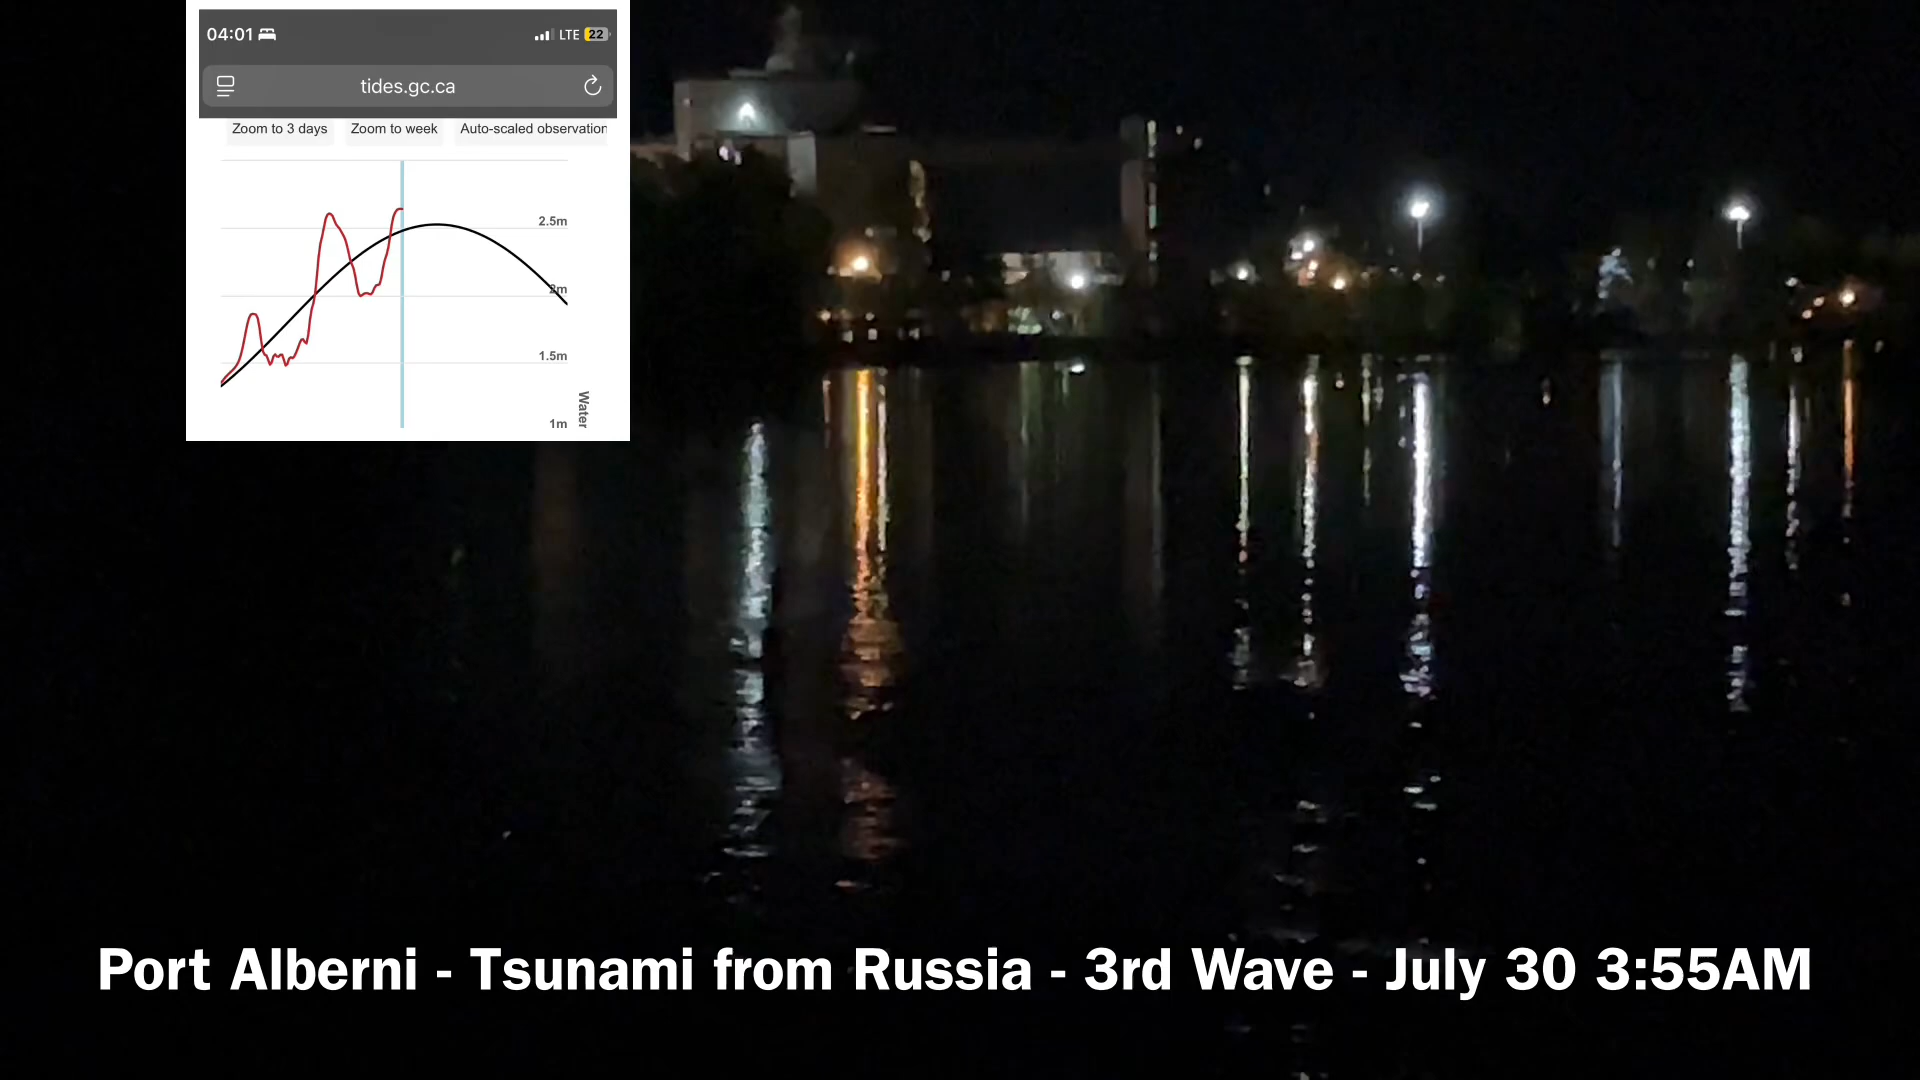 04:01 LTE 22
tides.gc.ca
Zoom to 3 days Zoom to week Auto-scaled observation
2.5m
2m
1.5m
1m
Water
Port Alberni - Tsunami from Russia - 3rd Wave - July 30 3:55AM